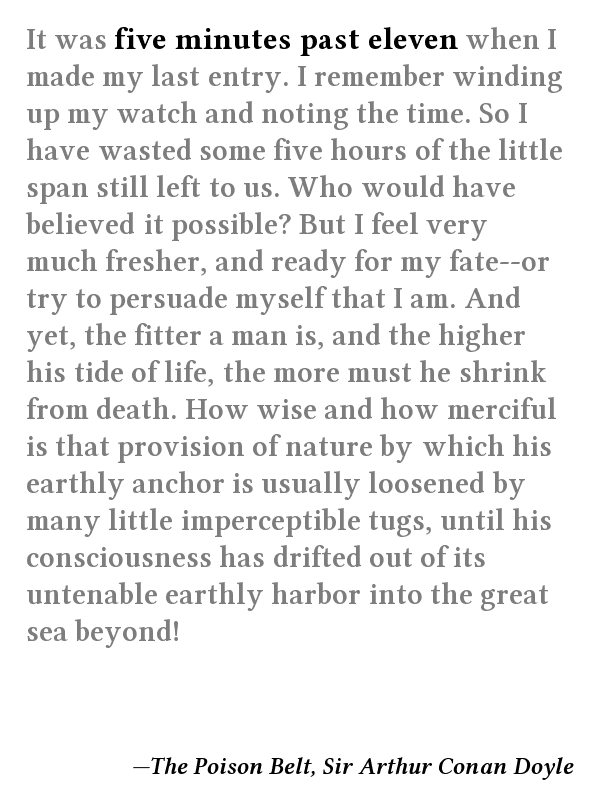 It was five minutes past eleven when I
made my last entry. I remember winding
up my watch and noting the time. So I
have wasted some five hours of the little
span still left to us. Who would have
believed it possible? But I feel very
much fresher, and ready for my fate--or
try to persuade myself that I am. And
yet, the fitter a man is, and the higher
his tide of life, the more must he shrink
from death. How wise and how merciful
is that provision of nature by which his
earthly anchor is usually loosened by
many little imperceptible tugs, until his
consciousness has drifted out of its
untenable earthly harbor into the great
sea beyond!
—The Poison Belt, Sir Arthur Conan Doyle